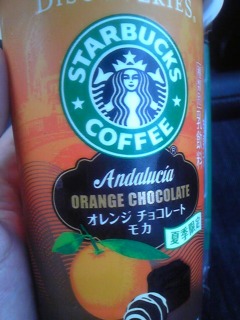 DISCOVERIES.
STARBUCKS
COFFEE
®
Andalucía
ORANGE CHOCOLATE
オレンジ チョコレート
モカ
夏季限定